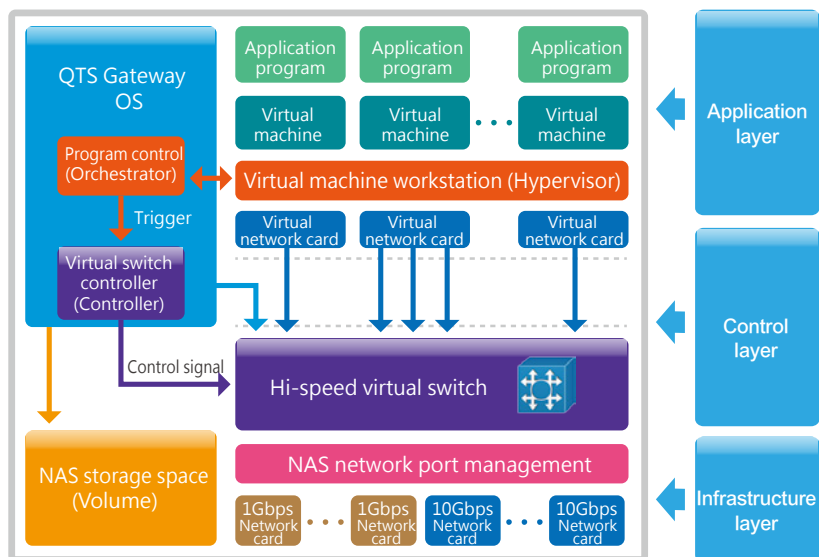 QTS Gateway
OS
Application
program
Application
program
Application
program
Virtual
machine
Virtual
machine
Virtual
machine
Program control
(Orchestrator)
Virtual machine workstation (Hypervisor)
Trigger
Virtual
network card
Virtual
network card
Virtual
network card
Virtual switch
controller
(Controller)
Control signal
Hi-speed virtual switch
NAS storage space
(Volume)
NAS network port management
1Gbps
Network
card
1Gbps
Network
card
10Gbps
Network
card
10Gbps
Network
card
Application
layer
Control
layer
Infrastructure
layer